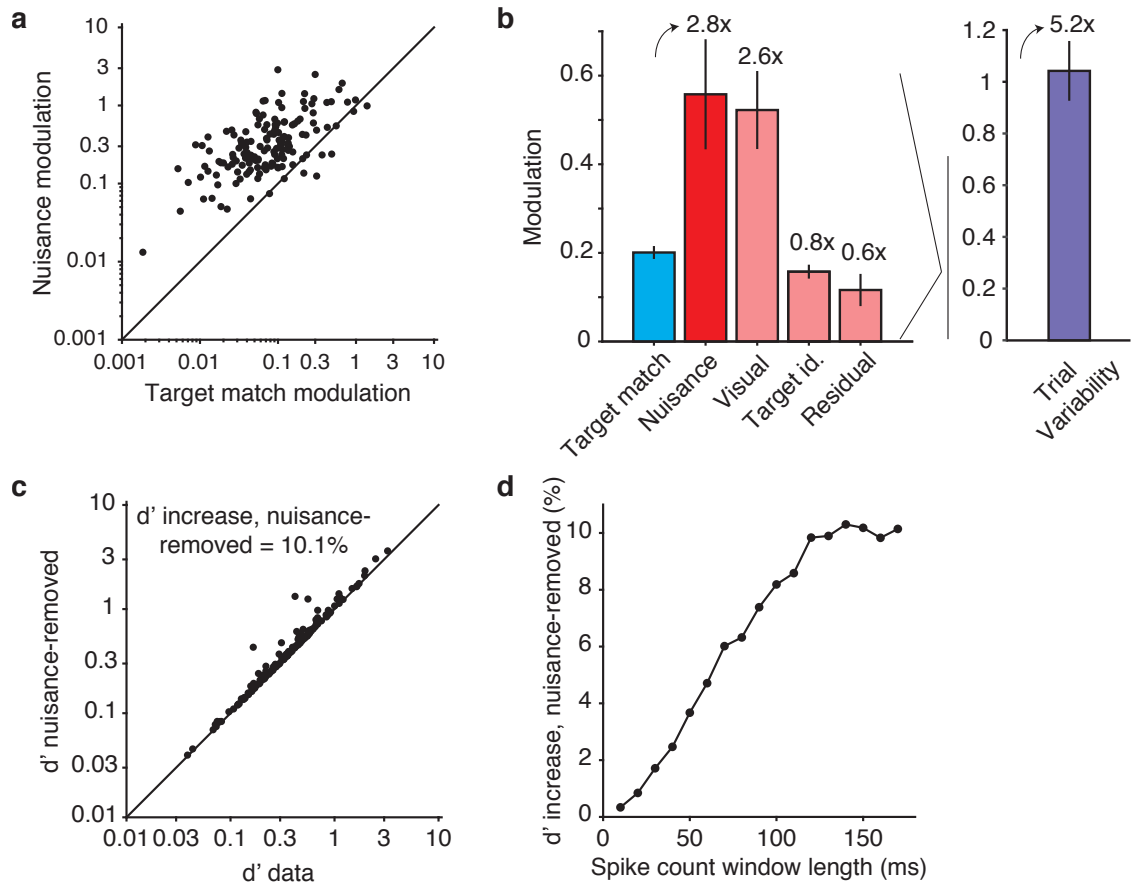 a
10
3
1
0.3
0.1
0.01
0.001
0.001
0.01
0.1
0.3
1
3
10
Nuisance modulation
Target match modulation
b
0.6
0.4
0.2
0
Modulation
2.8x
2.6x
0.8x
0.6x
Target match
Nuisance
Visual
Target id.
Residual
1.2
1
0.8
0.6
0.4
0.2
0
5.2x
Trial
Variability
c
10
3
1
0.3
0.1
0.03
0.01
0.01
0.03
0.1
0.3
1
3
10
d’ increase, nuisance-
removed = 10.1%
d’ nuisance-removed
d’ data
d
10
8
6
4
2
0
0
50
100
150
d’ increase, nuisance-removed (%)
Spike count window length (ms)